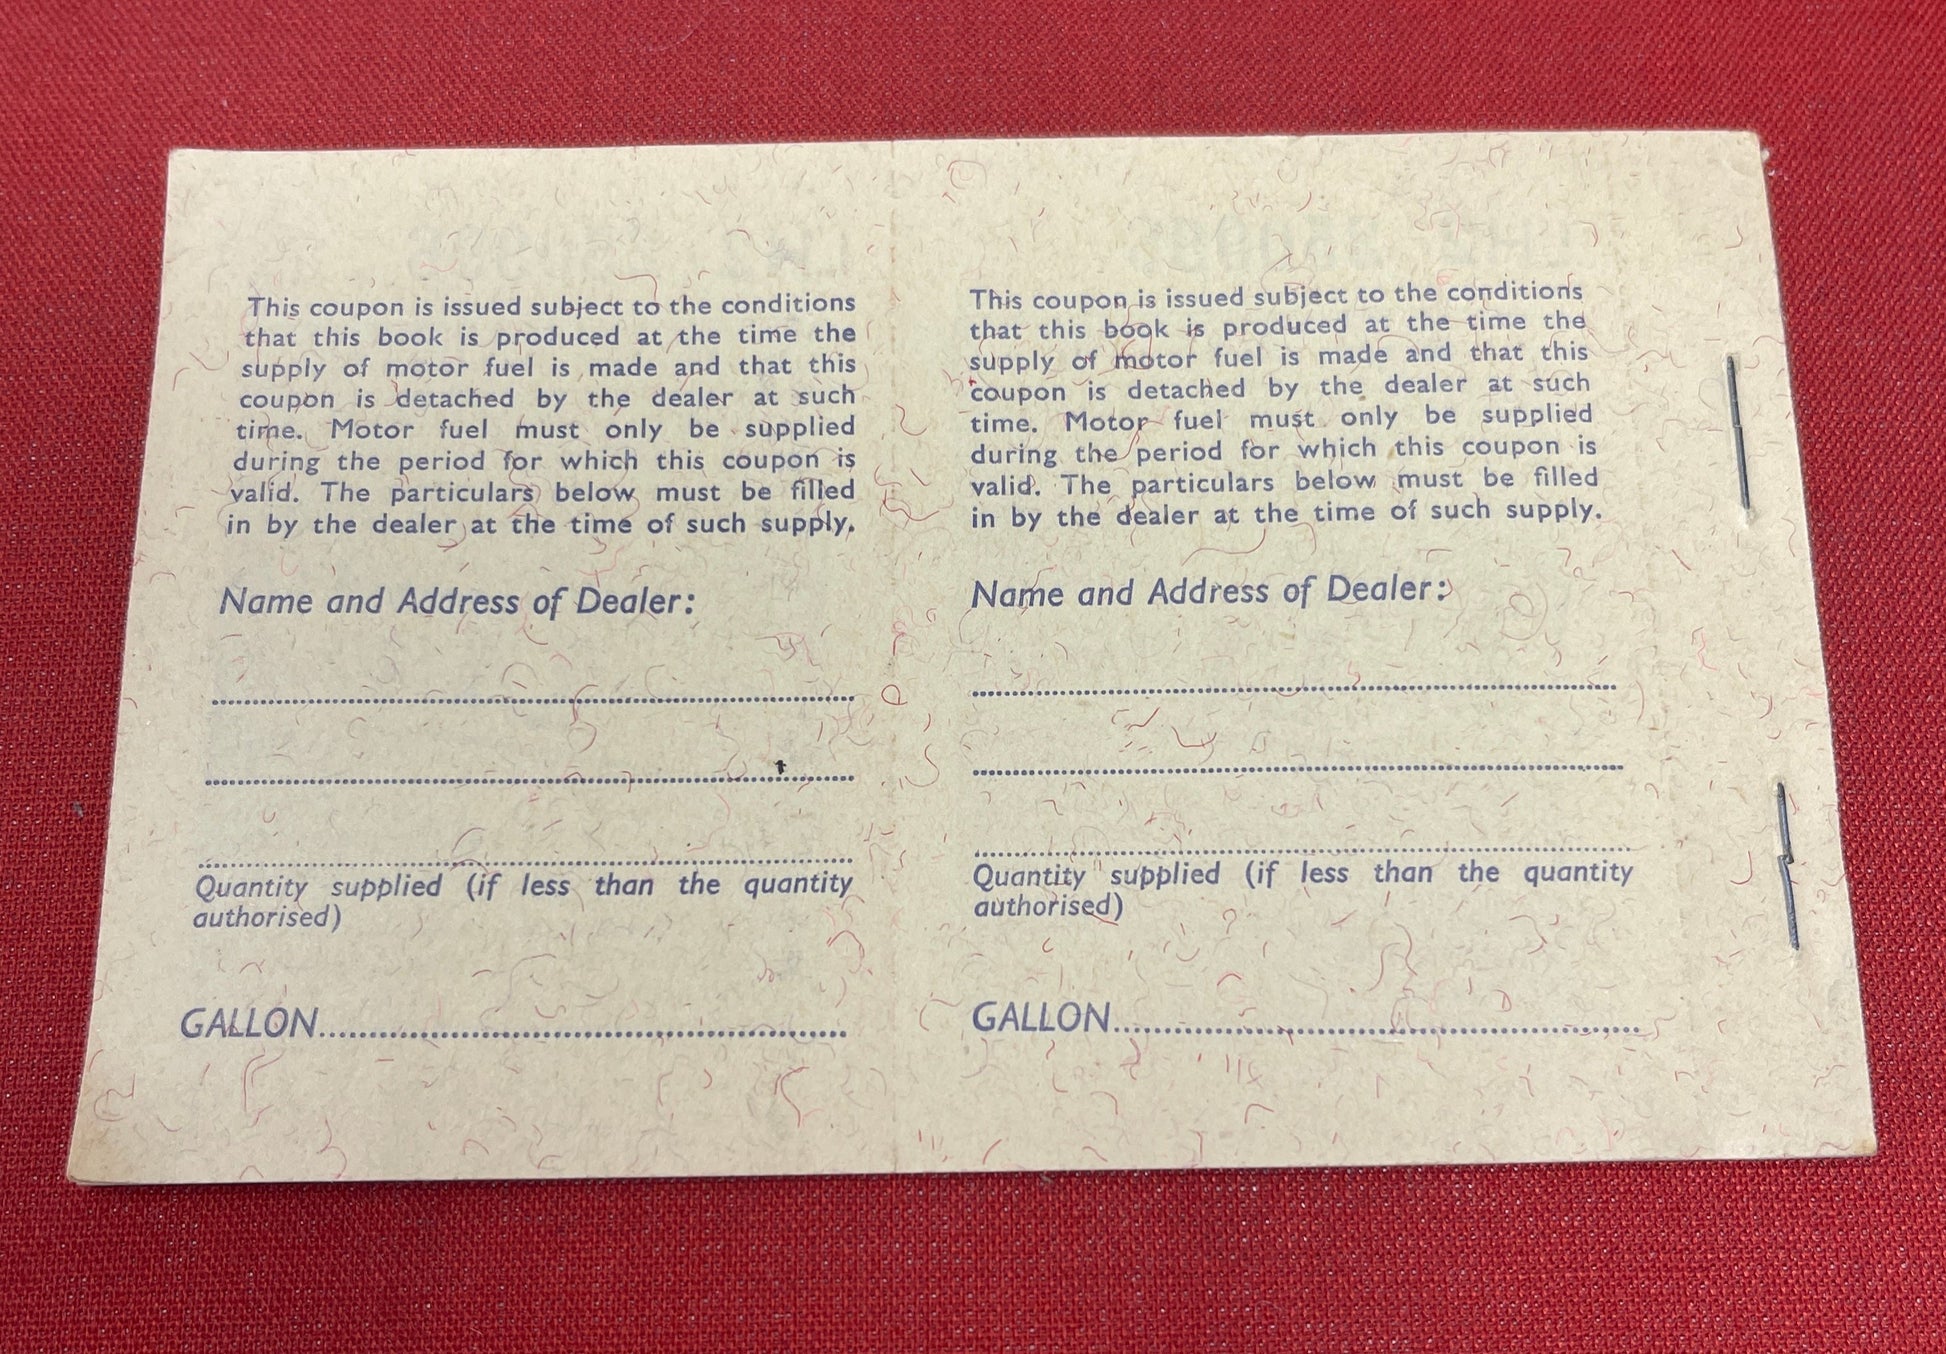 This coupon is issued subject to the conditions
that this book is produced at the time the
supply of motor fuel is made and that this
coupon is detached by the dealer at such
time. Motor fuel must only be supplied
during the period for which this coupon is
valid. The particulars below must be filled
in by the dealer at the time of such supply.
Name and Address of Dealer:
Quantity supplied (if less than the quantity
authorised)
GALLON
This coupon is issued subject to the conditions
that this book is produced at the time the
supply of motor fuel is made and that this
coupon is detached by the dealer at such
time. Motor fuel must only be supplied
during the period for which this coupon is
valid. The particulars below must be filled
in by the dealer at the time of such supply.
Name and Address of Dealer:
Quantity supplied (if less than the quantity
authorised)
GALLON